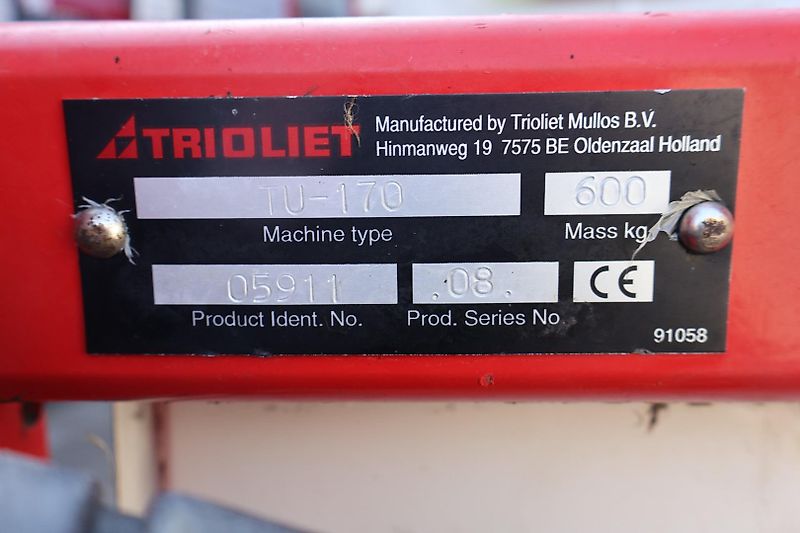 TRIOLIET
Manufactured by Trioliet Mullos B.V.
Hinmanweg 19 7575 BE Oldenzaal Holland
TU-170
600
Machine type
Mass kg.
05911
.08.
CE
Product Ident. No.
Prod. Series No.
91058